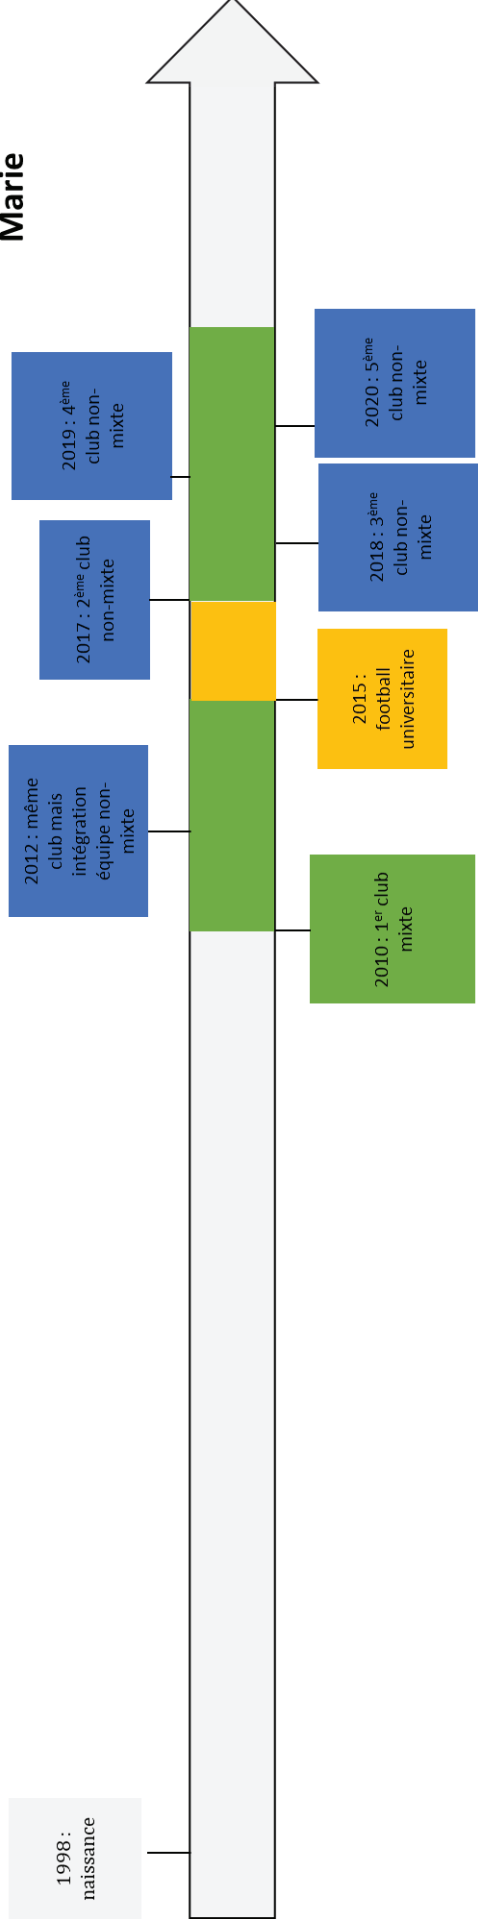 Marie
1998 :
naissance
2010 : 1er club
mixte
2012 : même
club mais
intégration
équipe non-
mixte
2015 :
football
universitaire
2017 : 2ème club
non-mixte
2018 : 3ème
club non-
mixte
2019 : 4ème
club non-
mixte
2020 : 5ème
club non-
mixte